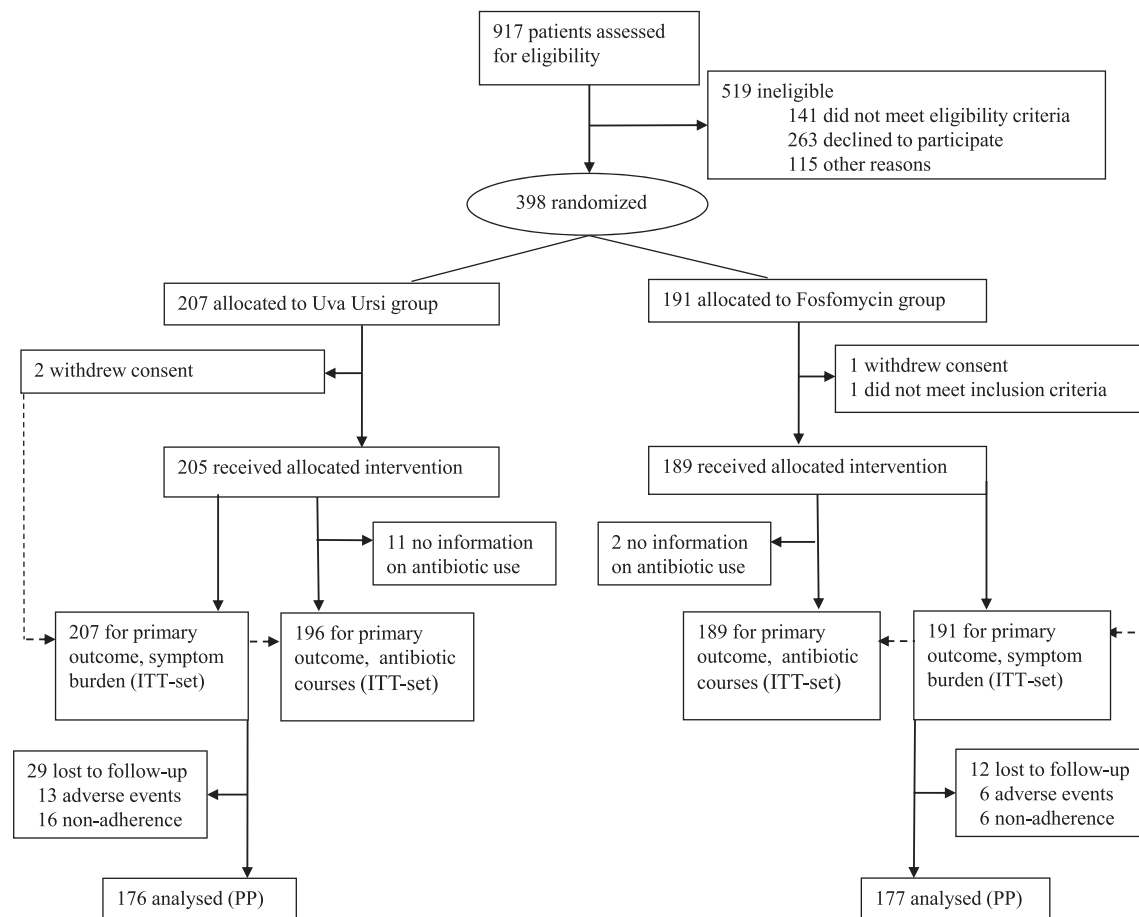 917 patients assessed
for eligibility
519 ineligible
141 did not meet eligibility criteria
263 declined to participate
115 other reasons
398 randomized
207 allocated to Uva Ursi group
191 allocated to Fosfomycin group
2 withdrew consent
1 withdrew consent
1 did not meet inclusion criteria
205 received allocated intervention
189 received allocated intervention
11 no information
on antibiotic use
2 no information
on antibiotic use
207 for primary
outcome, symptom
burden (ITT-set)
196 for primary
outcome, antibiotic
courses (ITT-set)
189 for primary
outcome, antibiotic
courses (ITT-set)
191 for primary
outcome, symptom
burden (ITT-set)
29 lost to follow-up
13 adverse events
16 non-adherence
12 lost to follow-up
6 adverse events
6 non-adherence
176 analysed (PP)
177 analysed (PP)